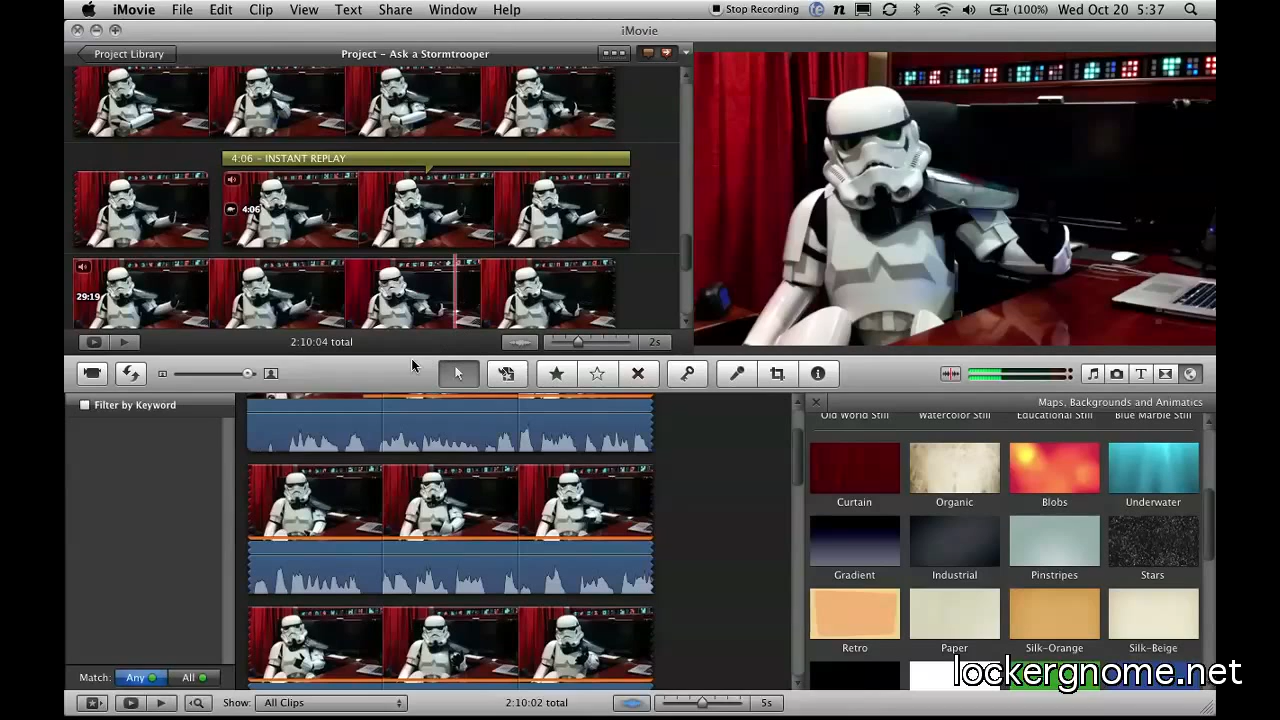 iMovie File Edit Clip View Text Share Window Help Stop Recording (100%) Wed Oct 20 5:37
iMovie
Project Library Project – Ask a Stormtrooper
4:06 – INSTANT REPLAY
4:06
29:19
2:10:04 total 2s
Filter by Keyword
Maps, Backgrounds and Animatics
Old World Still Watercolor Still Educational Still Blue Marble Still
Curtain Organic Blobs Underwater
Gradient Industrial Pinstripes Stars
Retro Paper Silk-Orange Silk-Beige
Match: Any All
lockergnome.net
Show: All Clips 2:10:02 total 5s